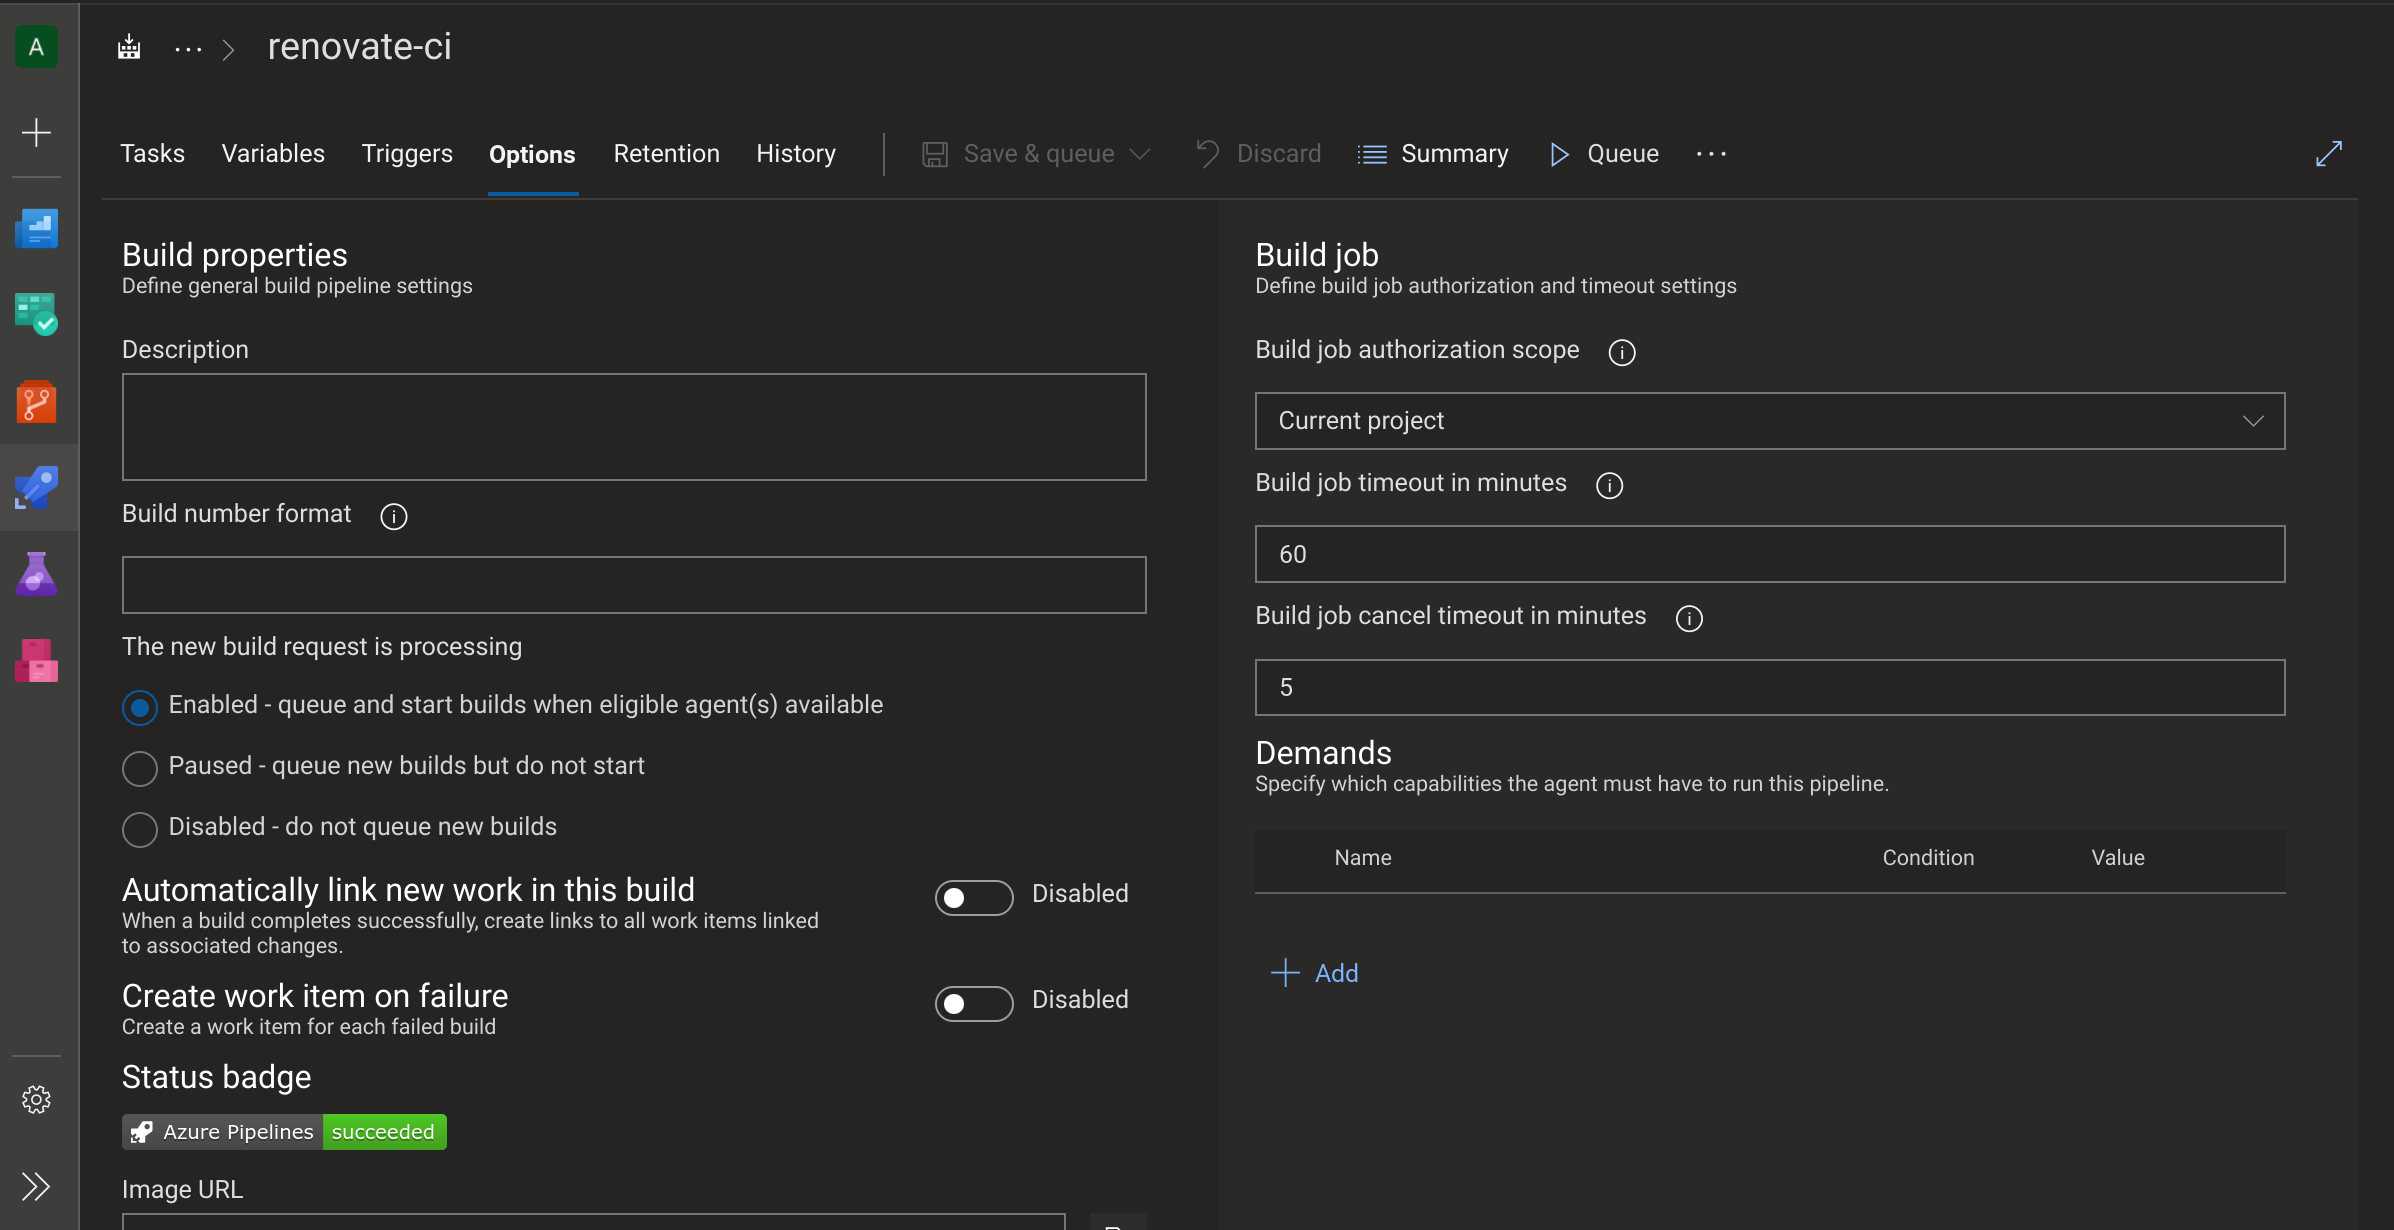 A
renovate-ci
Tasks Variables Triggers Options Retention History Save & queue Discard Summary Queue
Build properties
Define general build pipeline settings
Description
Build number format
The new build request is processing
Enabled - queue and start builds when eligible agent(s) available
Paused - queue new builds but do not start
Disabled - do not queue new builds
Automatically link new work in this build
Disabled
When a build completes successfully, create links to all work items linked
to associated changes.
Create work item on failure
Disabled
Create a work item for each failed build
Status badge
Azure Pipelines succeeded
Image URL
Build job
Define build job authorization and timeout settings
Build job authorization scope
Current project
Build job timeout in minutes
60
Build job cancel timeout in minutes
5
Demands
Specify which capabilities the agent must have to run this pipeline.
Name Condition Value
Add